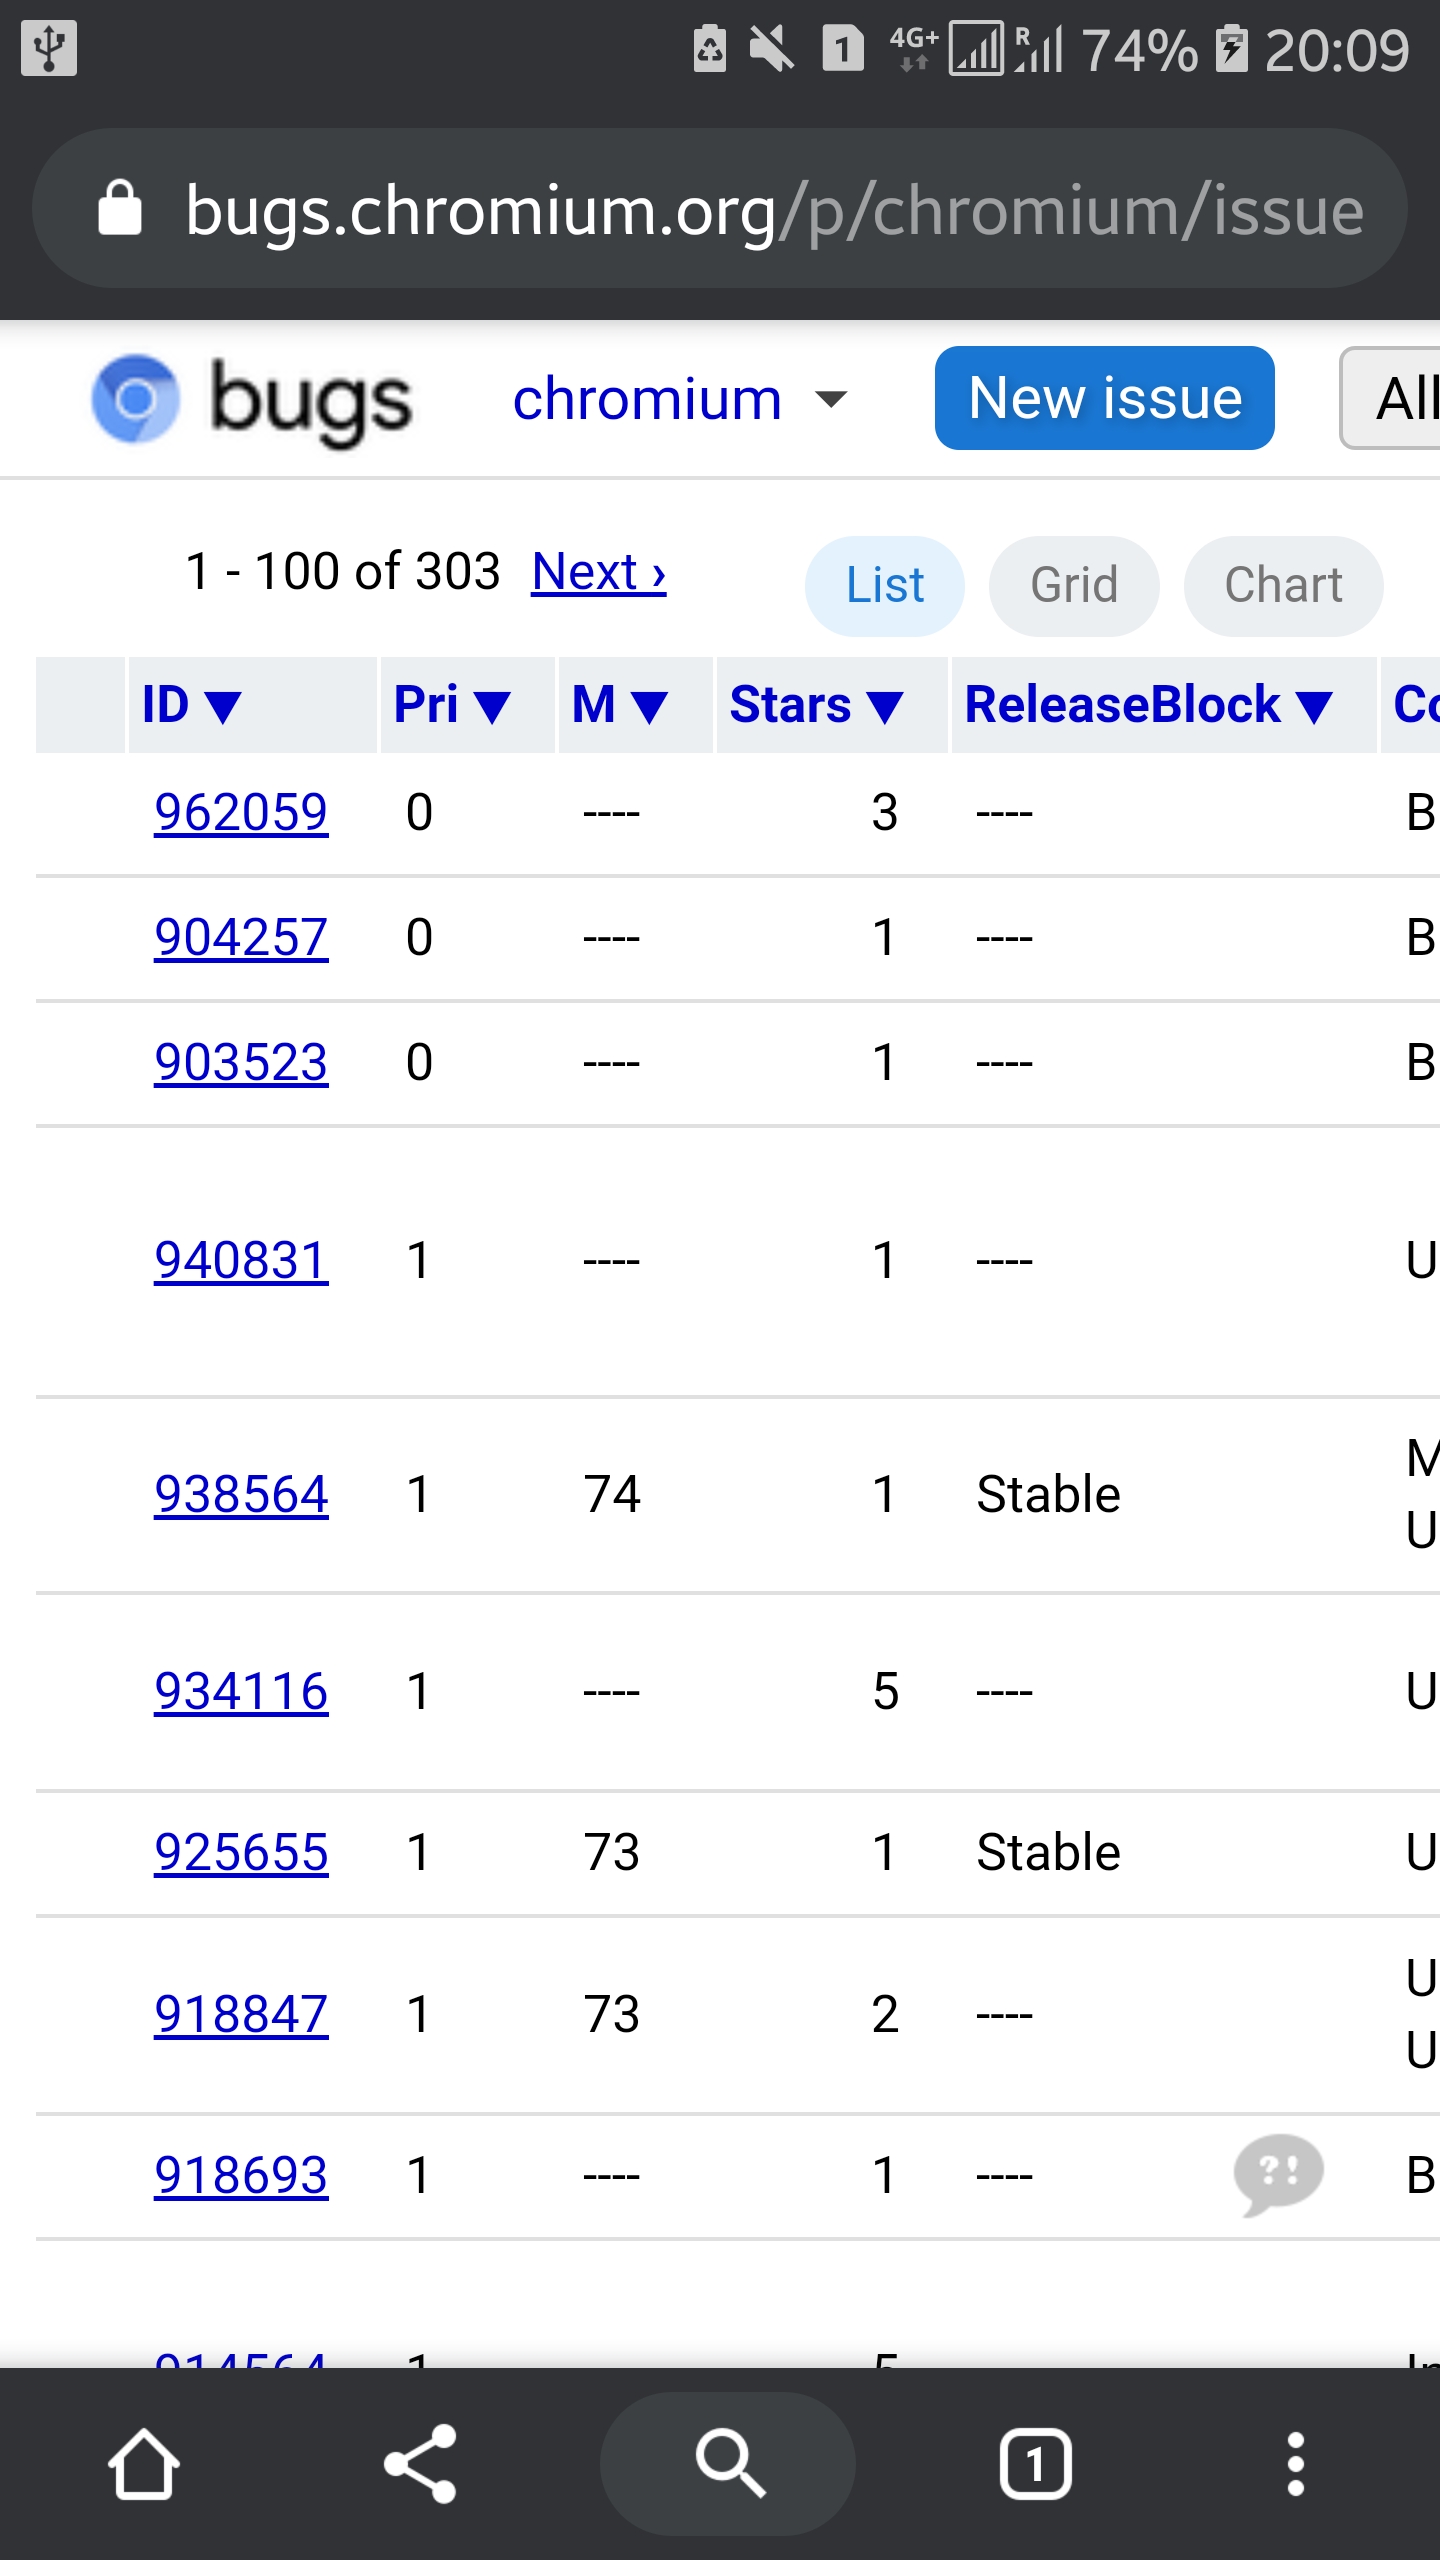 1 4G+ R 74% 20:09
bugs.chromium.org/p/chromium/issue
bugs chromium New issue All
1 - 100 of 303 Next › List Grid Chart
ID ▼ Pri ▼ M ▼ Stars ▼ ReleaseBlock ▼ Co
962059 0 ---- 3 ---- B
904257 0 ---- 1 ---- B
903523 0 ---- 1 ---- B
940831 1 ---- 1 ---- U
M
938564 1 74 1 Stable
U
934116 1 ---- 5 ---- U
925655 1 73 1 Stable U
U
918847 1 73 2 ----
U
918693 1 ---- 1 ---- ?! B
914564 1 5
1